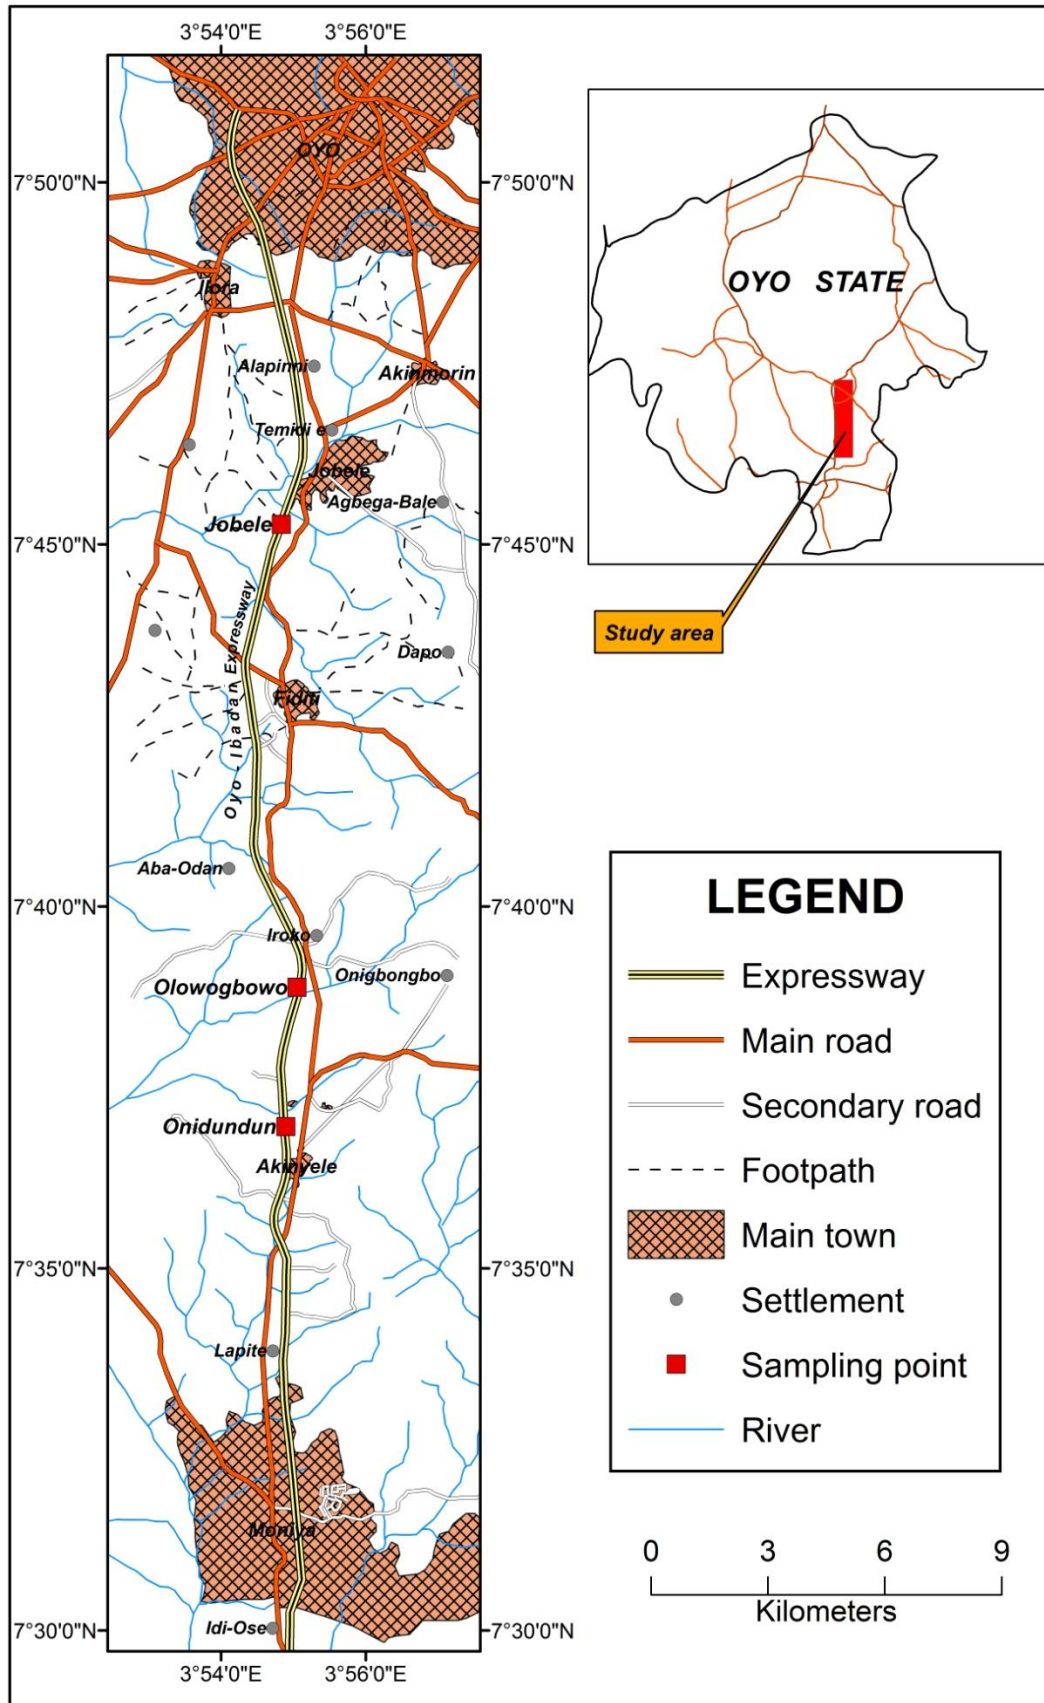 3°54'0"E 3°56'0"E
OYO
7°50'0"N 7°50'0"N
Ilora
Alapinni
Akinmorin
Temidi e
Jobele
Agbega-Bale
Jobele
7°45'0"N 7°45'0"N
Oyo - Ibadan Expressway
Dapo
Fiditi
Aba-Odan
7°40'0"N 7°40'0"N
Iroko
Onigbongbo
Olowogbowo
Onidundun
Akinyele
7°35'0"N 7°35'0"N
Lapite
Moniya
Idi-Ose
7°30'0"N 7°30'0"N
3°54'0"E 3°56'0"E
OYO STATE
Study area
LEGEND
Expressway
Main road
Secondary road
Footpath
Main town
Settlement
Sampling point
River
0 3 6 9
Kilometers